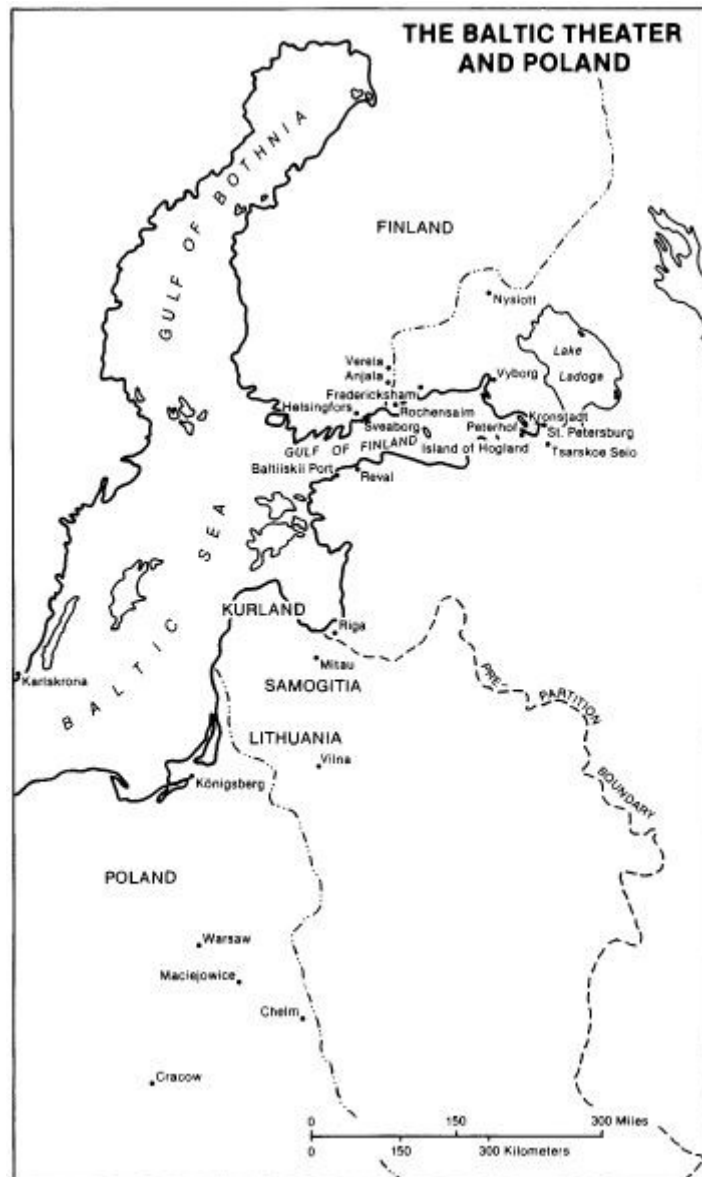 THE BALTIC THEATER
AND POLAND
GULF OF BOTHNIA
FINLAND
Nyslott
Verela
Anjala
Lake
Ladoga
Vyborg
Fredericksham
Helsingfors
Rochensalm
Kronstadt
Sveaborg
Peterhof
St. Petersburg
GULF OF FINLAND
Island of Hogland
Tsarskoe Selo
Baltiiskii Port
Reval
BALTIC SEA
KURLAND
Riga
Mitau
Karlskrona
SAMOGITIA
PRE-
PARTITION
BOUNDARY
LITHUANIA
Vilna
Königsberg
POLAND
Warsaw
Maciejowice
Chelm
Cracow
0 150 300 Miles
0 150 300 Kilometers